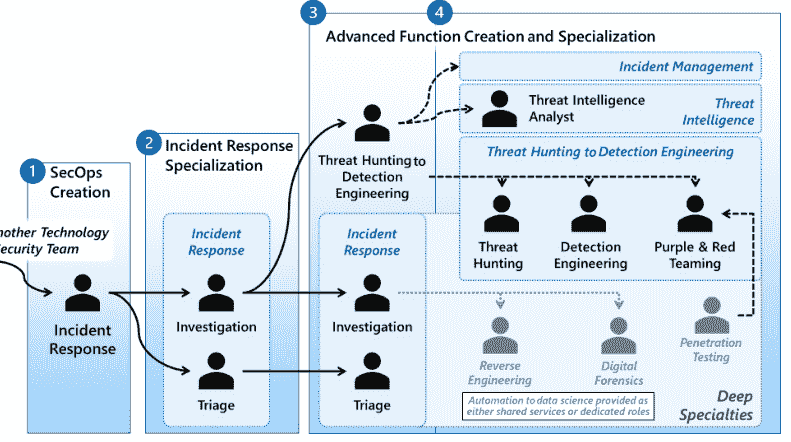 3
4
Advanced Function Creation and Specialization
Incident Management
Threat Intelligence
Analyst
Threat
Intelligence
2
Incident Response
Specialization
Threat Hunting to
Detection
Engineering
Threat Hunting to Detection Engineering
1
SecOps
Creation
nother Technology
ecurity Team
Incident
Response
Incident
Response
Investigation
Triage
Incident
Response
Investigation
Triage
Threat
Hunting
Detection
Engineering
Purple & Red
Teaming
Reverse
Engineering
Digital
Forensics
Penetration
Testing
Automation to data science provided as
either shared services or dedicated roles
Deep
Specialties